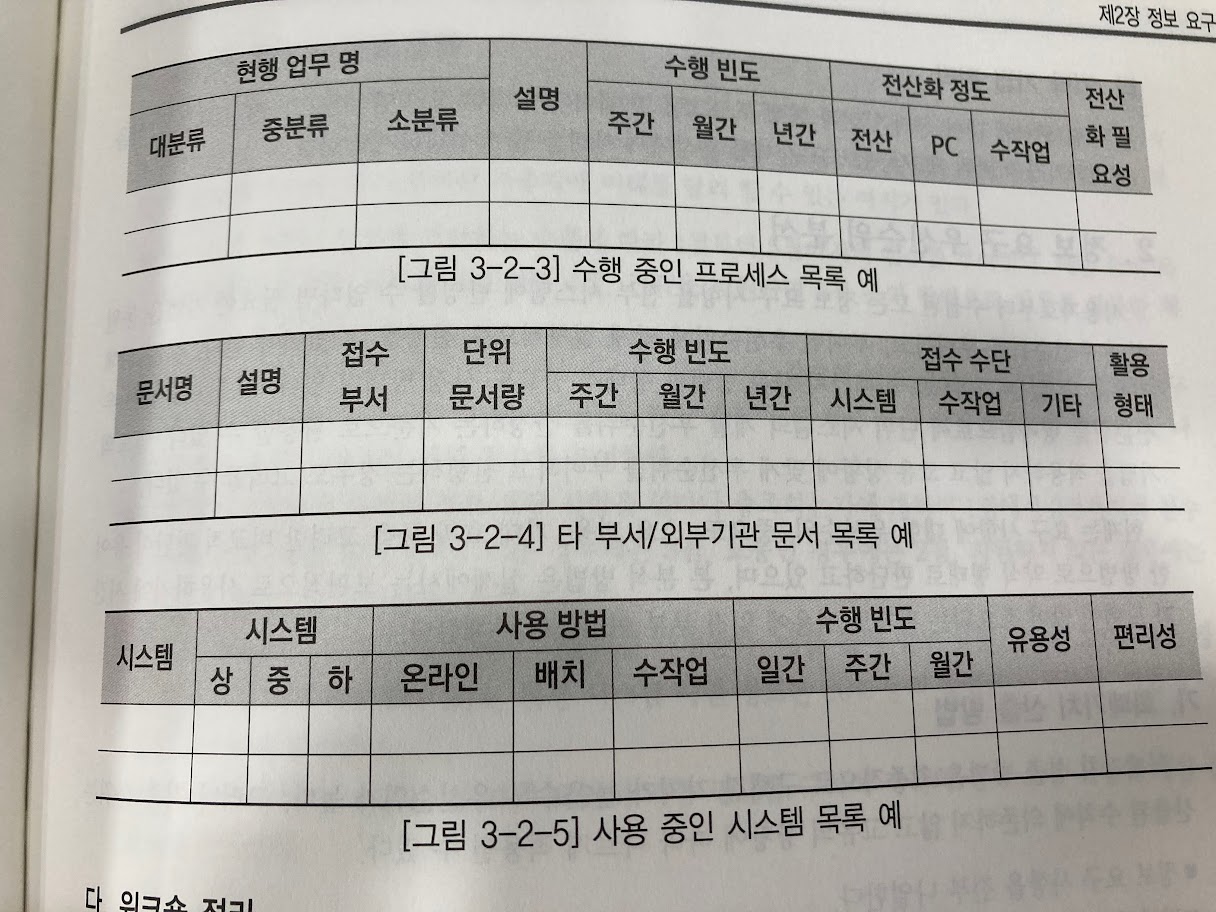 제2장 정보 요구
현행 업무 명 설명 수행 빈도 전산화 정도 전산
화 필
요성
대분류 중분류 소분류 주간 월간 년간 전산 PC 수작업
[그림 3-2-3] 수행 중인 프로세스 목록 예
문서명 설명 접수
부서 단위
문서량 수행 빈도 접수 수단 활용
형태
주간 월간 년간 시스템 수작업 기타
[그림 3-2-4] 타 부서/외부기관 문서 목록 예
시스템 시스템 사용 방법 수행 빈도 유용성 편리성
상 중 하 온라인 배치 수작업 일간 주간 월간
[그림 3-2-5] 사용 중인 시스템 목록 예
다 워크숍 정리